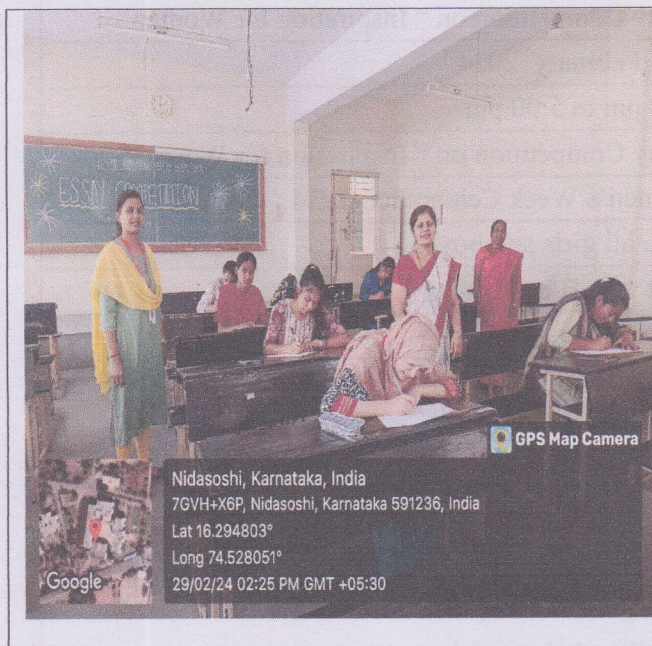 ESSAY COMPETITION
GPS Map Camera
Nidasoshi, Karnataka, India
7GVH+X6P, Nidasoshi, Karnataka 591236, India
Lat 16.294803°
Long 74.528051°
29/02/24 02:25 PM GMT +05:30
Google